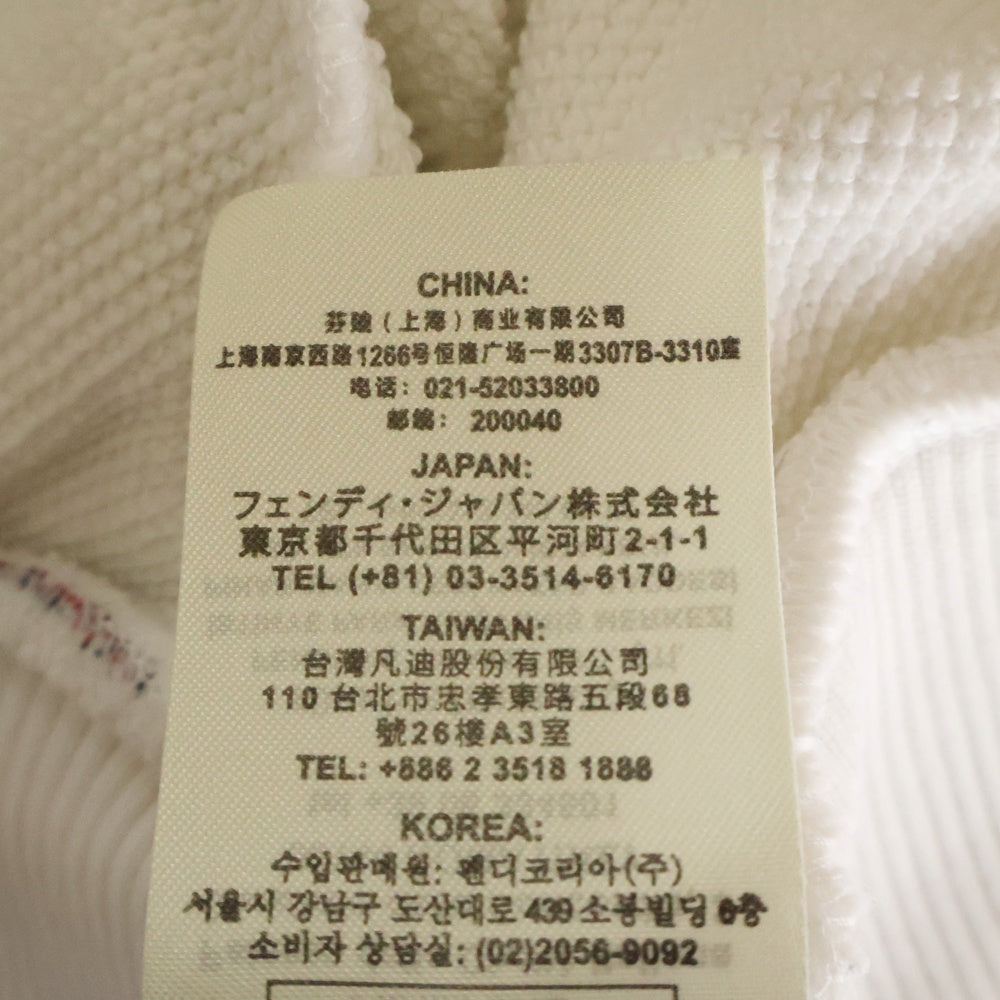 CHINA:
芬迪（上海）商业有限公司
上海南京西路1266号恒隆广场一期3307B-3310座
电话：021-52033800
邮编：200040
JAPAN:
フェンディ・ジャパン株式会社
東京都千代田区平河町2-1-1
TEL (+81) 03-3514-6170
TAIWAN:
台灣凡迪股份有限公司
110 台北市忠孝東路五段68
號26樓A3室
TEL: +886 2 3518 1888
KOREA:
수입판매원: 펜디코리아(주)
서울시 강남구 도산대로 439 소봉빌딩 6층
소비자 상담실: (02)2056-9092